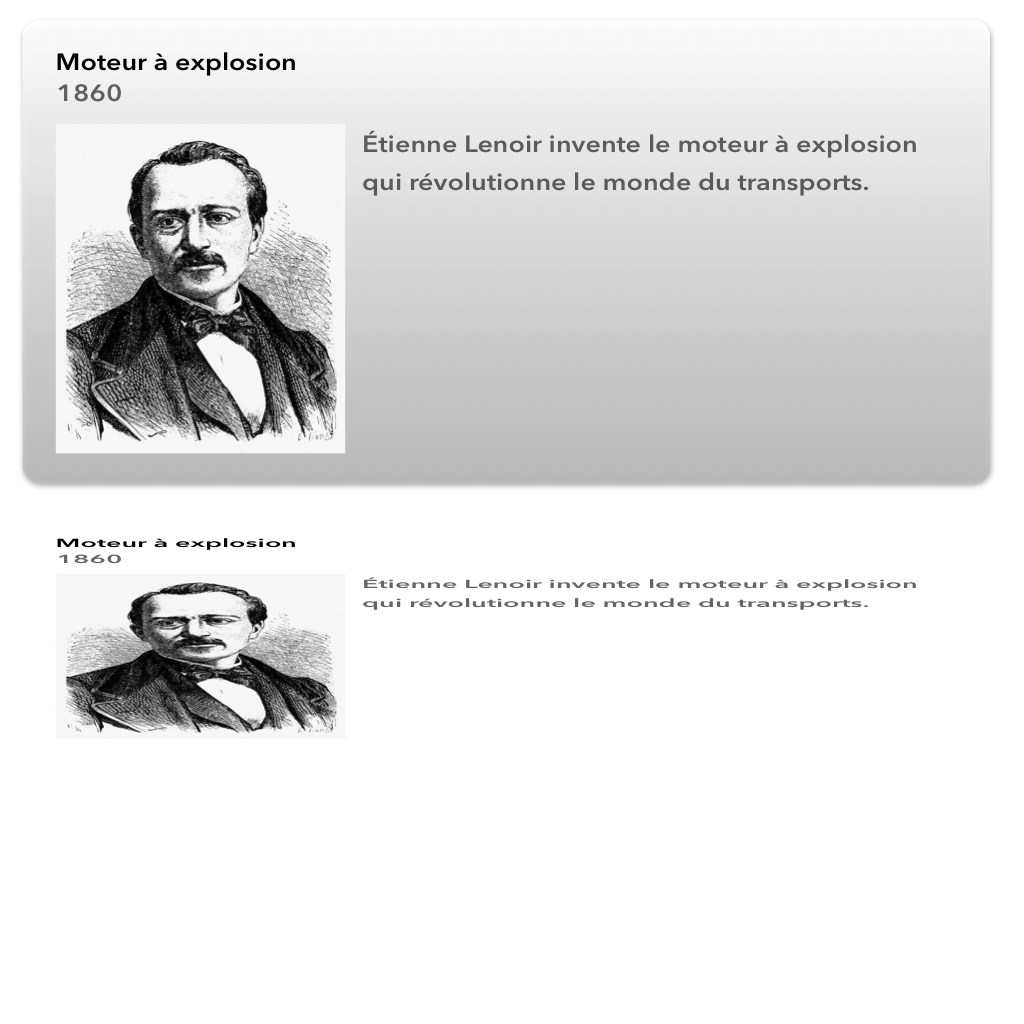 Moteur à explosion
1860
Étienne Lenoir invente le moteur à explosion
qui révolutionne le monde du transports.
Moteur à explosion
1860
Étienne Lenoir invente le moteur à explosion
qui révolutionne le monde du transports.